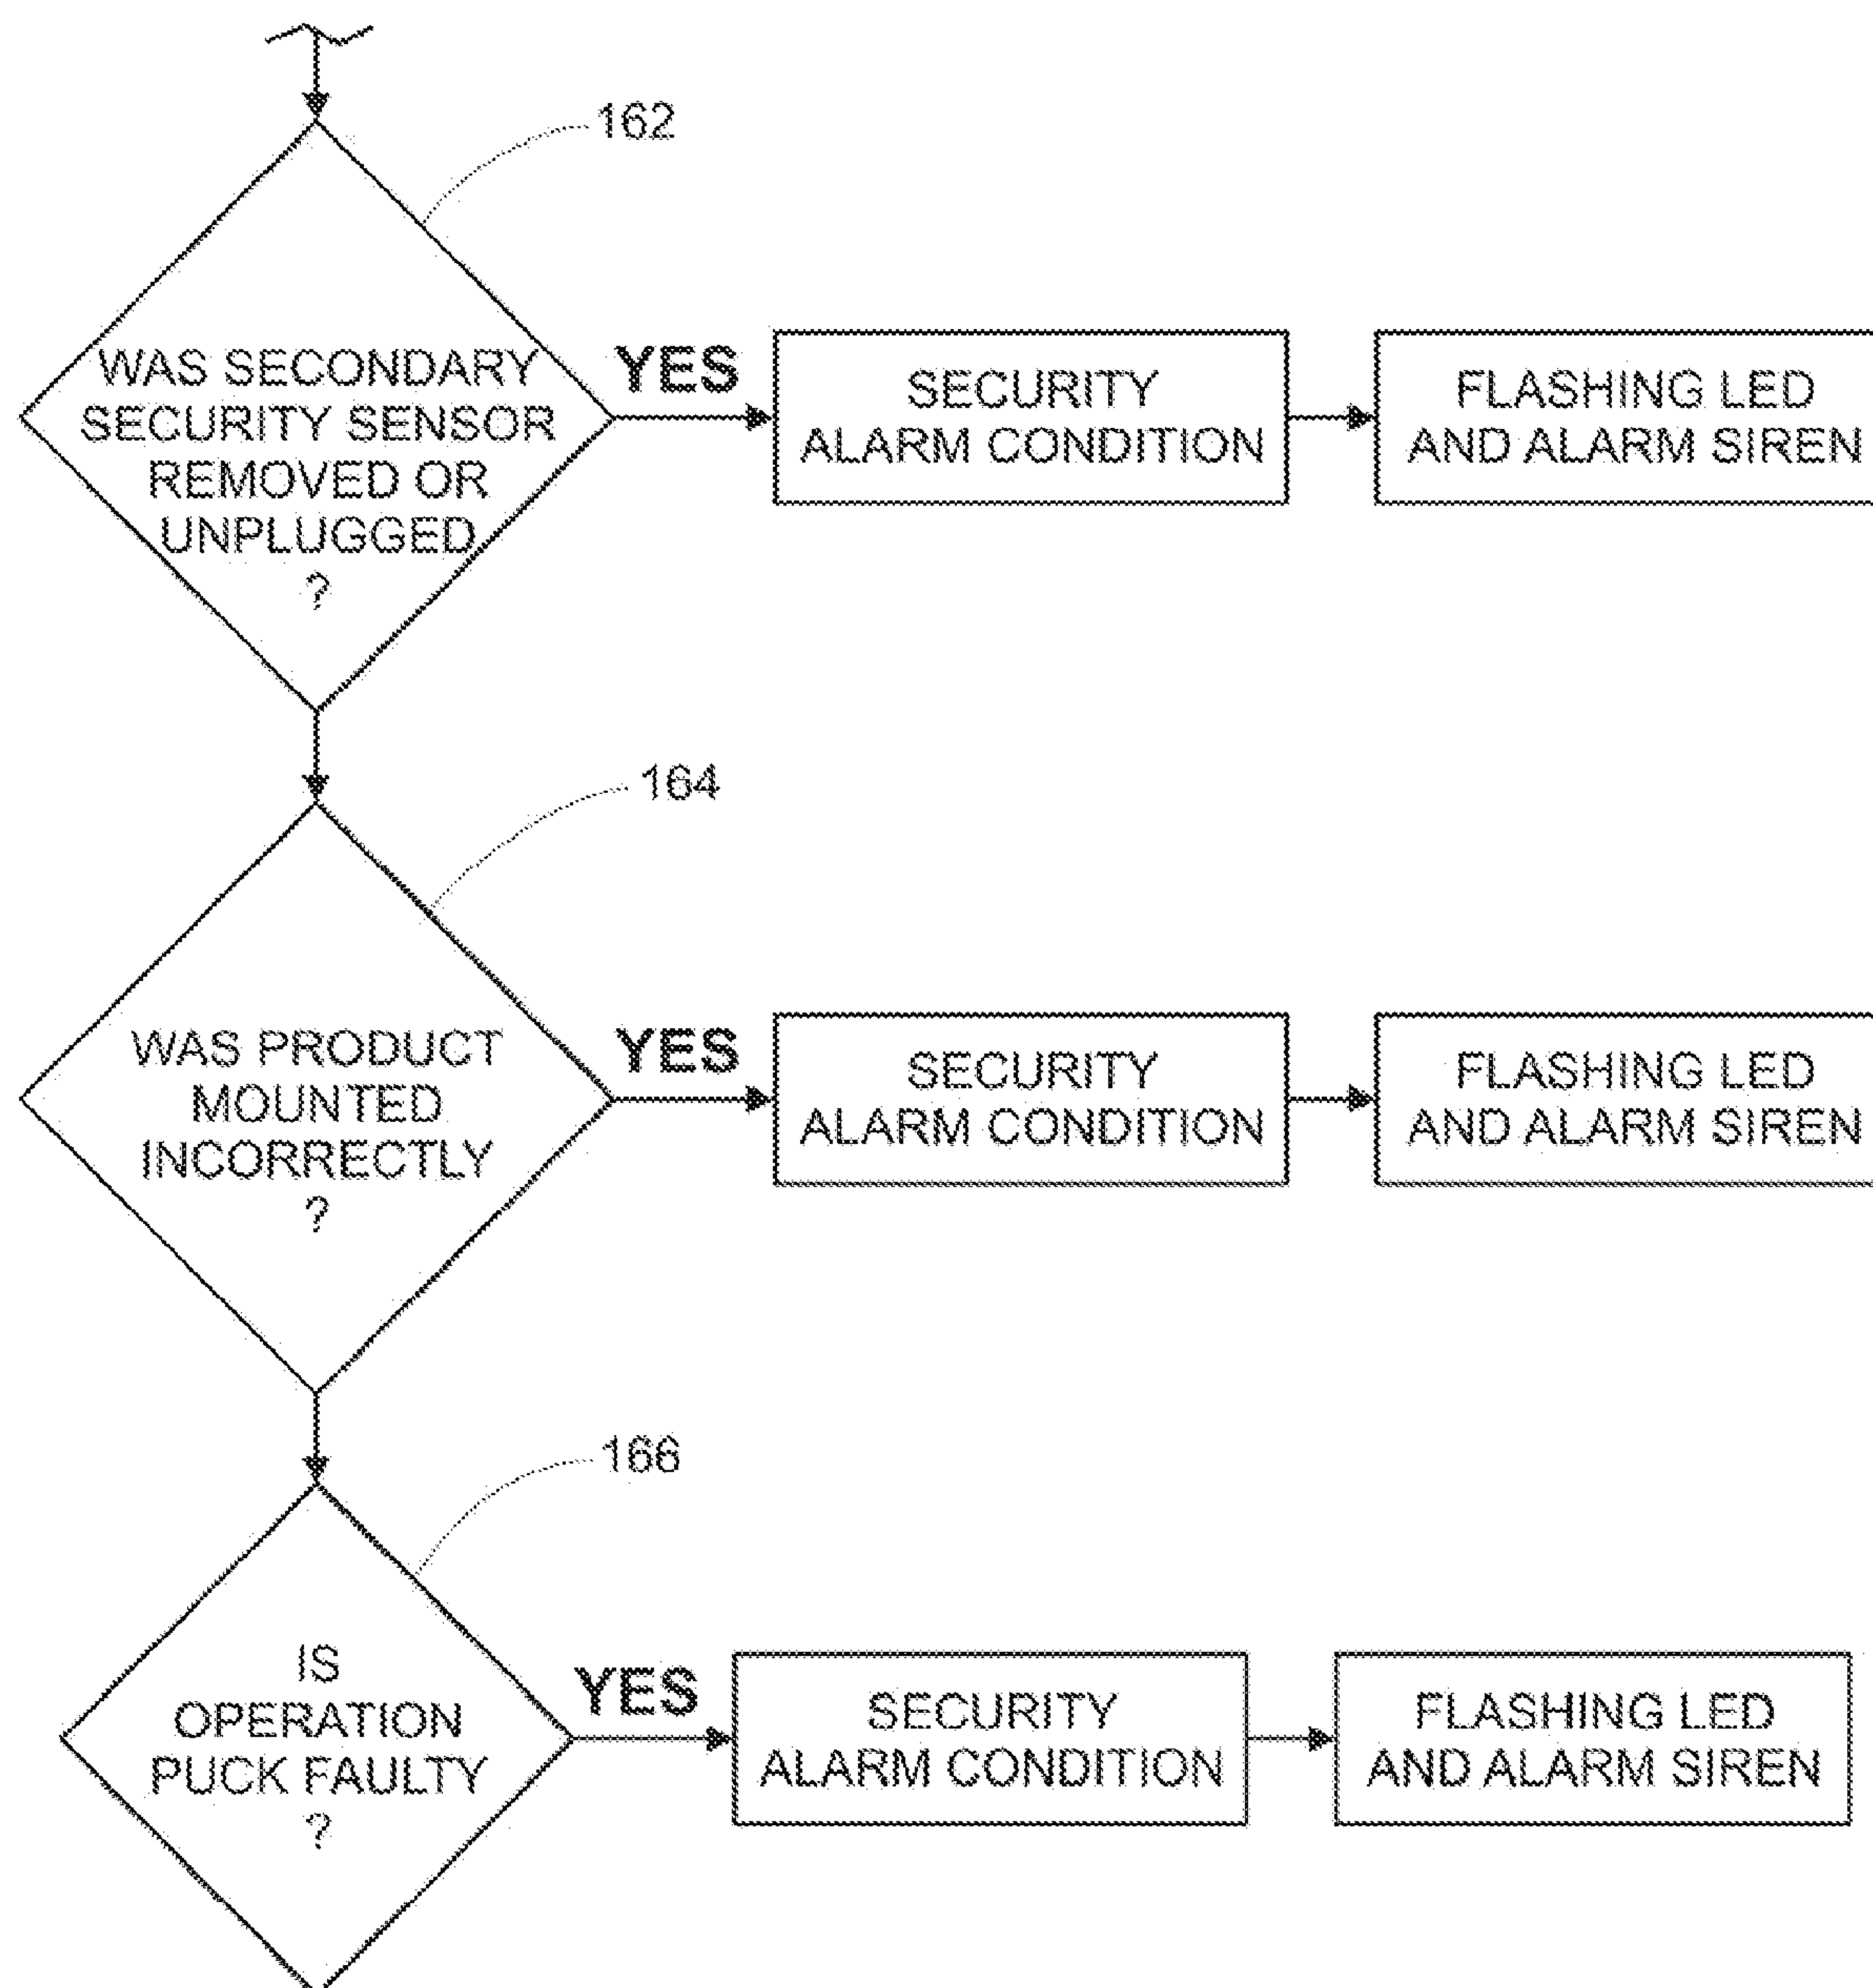 162
WAS SECONDARY
SECURITY SENSOR
REMOVED OR
UNPLUGGED
?
YES
SECURITY
ALARM CONDITION
FLASHING LED
AND ALARM SIREN
164
WAS PRODUCT
MOUNTED
INCORRECTLY
?
YES
SECURITY
ALARM CONDITION
FLASHING LED
AND ALARM SIREN
166
IS
OPERATION
PUCK FAULTY
?
YES
SECURITY
ALARM CONDITION
FLASHING LED
AND ALARM SIREN